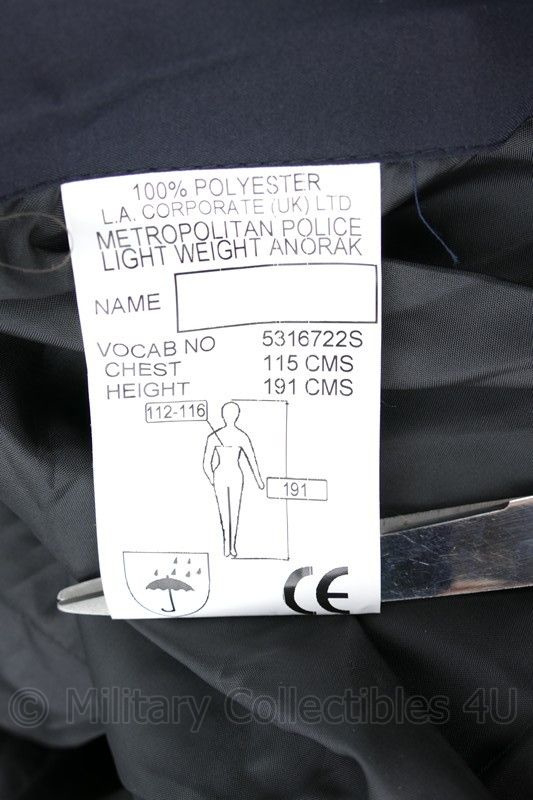 100% POLYESTER
L.A. CORPORATE (UK) LTD
METROPOLITAN POLICE
LIGHT WEIGHT ANORAK
NAME
VOCAB NO 5316722S
CHEST 115 CMS
HEIGHT 191 CMS
112-116
191
CE
© Military Collectibles 4U